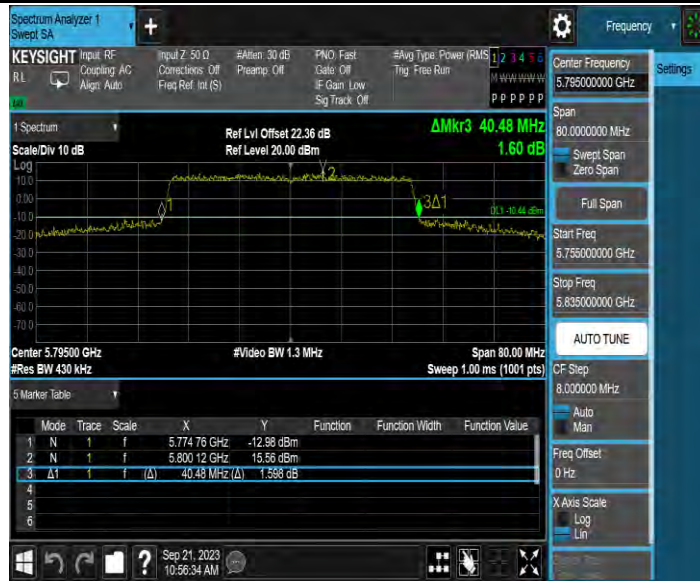 Spectrum Analyzer 1
Swept SA
+
Frequency
KEYSIGHT
RL
Input: RF
Coupling: AC
Align: Auto
Input Z: 50 Ω
Corrections: Off
Freq Ref: Int (S)
#Atten: 30 dB
Preamp: Off
PNO: Fast
Gate: Off
IF Gain: Low
Sig Track: Off
#Avg Type: Power (RMS
Trig: Free Run
1 2 3 4 5 6
M W W W W W
P P P P P P
Center Frequency
5.795000000 GHz
Settings
Span
80.0000000 MHz
Swept Span
Zero Span
Full Span
Start Freq
5.755000000 GHz
Stop Freq
5.835000000 GHz
AUTO TUNE
CF Step
8.000000 MHz
Auto
Man
Freq Offset
0 Hz
X Axis Scale
Log
Lin
1 Spectrum
Scale/Div 10 dB
Ref Lvl Offset 22.36 dB
Ref Level 20.00 dBm
ΔMkr3 40.48 MHz
1.60 dB
Log
10.0
0.00
-10.0
-20.0
-30.0
-40.0
-50.0
-60.0
-70.0
1
2
3Δ1
DL1 -10.44 dBm
Center 5.79500 GHz
#Video BW 1.3 MHz
Span 80.00 MHz
#Res BW 430 kHz
Sweep 1.00 ms (1001 pts)
5 Marker Table
Mode Trace Scale X Y Function Function Width Function Value
1 N 1 f 5.774 76 GHz -12.98 dBm
2 N 1 f 5.800 12 GHz 15.56 dBm
3 Δ1 1 f (Δ) 40.48 MHz (Δ) 1.598 dB
4
5
6
?
Sep 21, 2023
10:56:34 AM